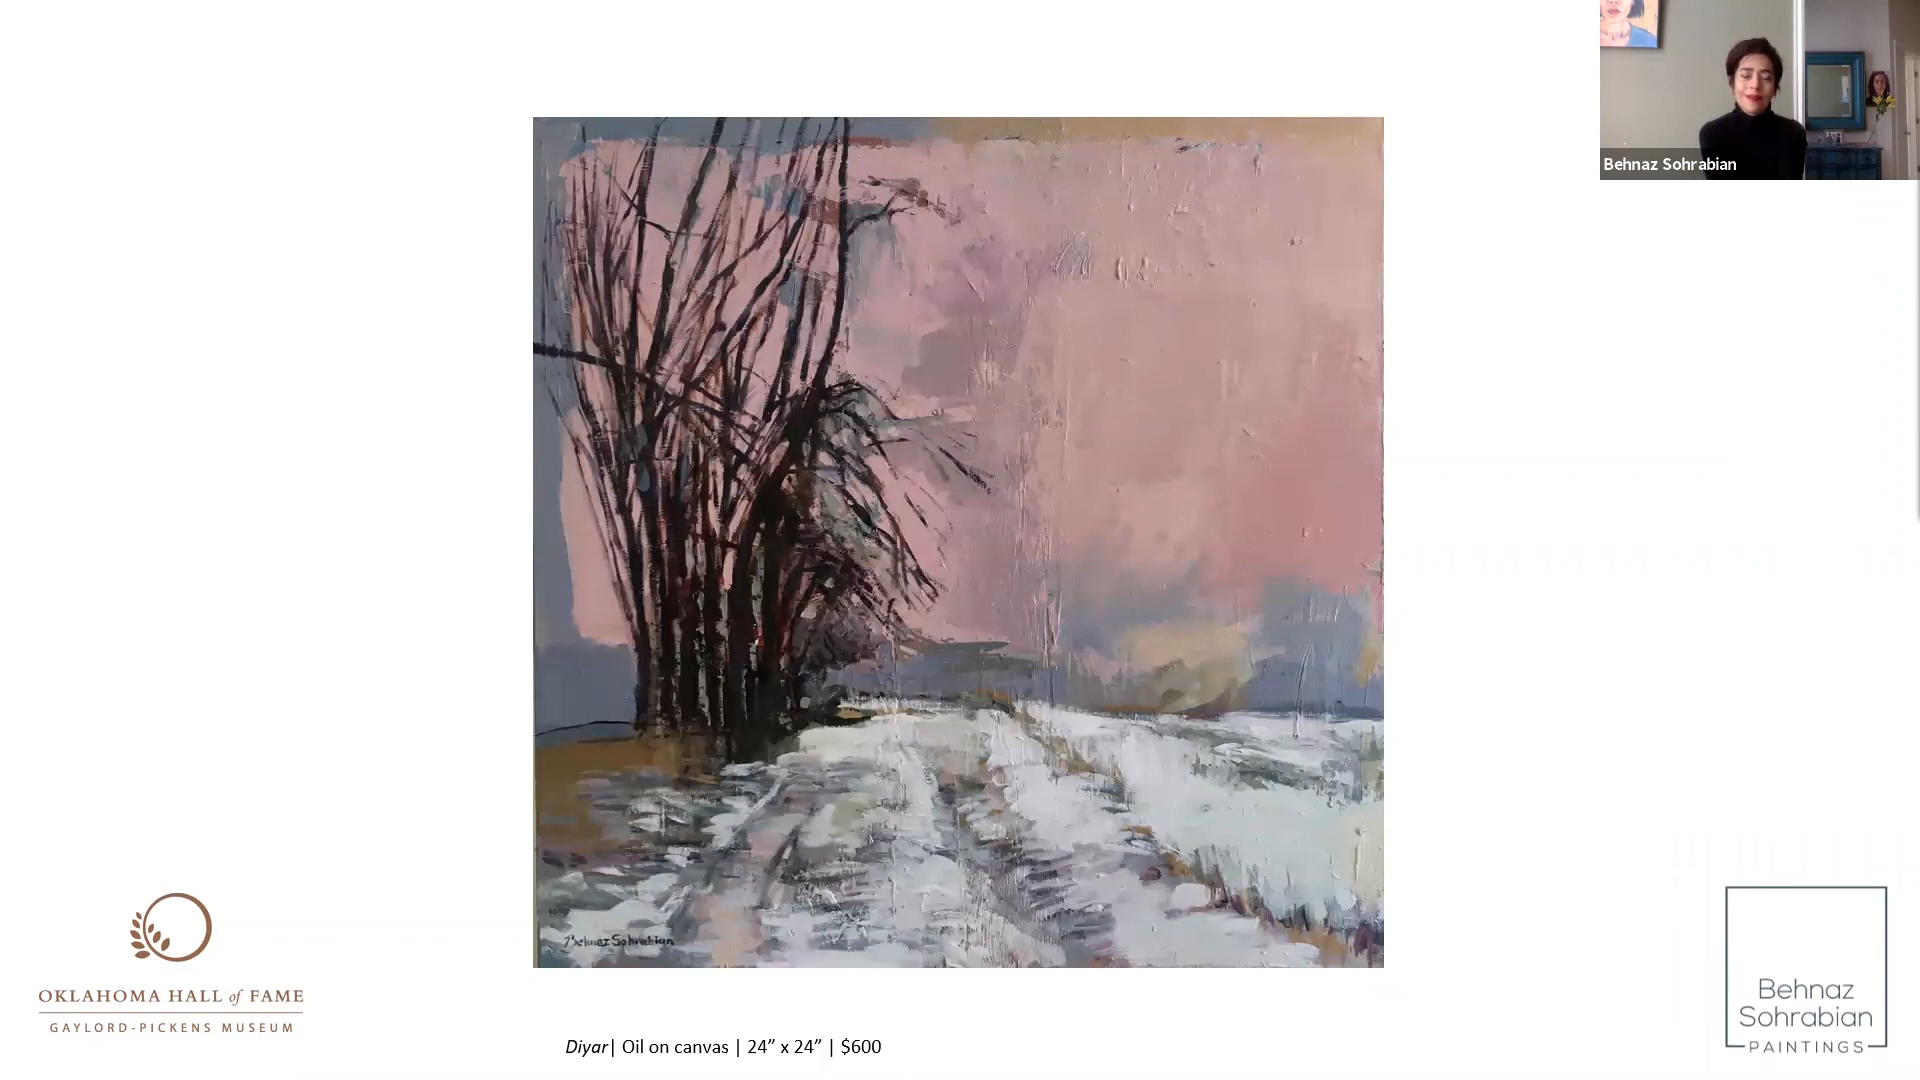 Behnaz Sohrabian
Behnaz Sohrabian
OKLAHOMA HALL of FAME
GAYLORD-PICKENS MUSEUM
Diyar| Oil on canvas | 24” x 24” | $600
Behnaz
Sohrabian
PAINTINGS